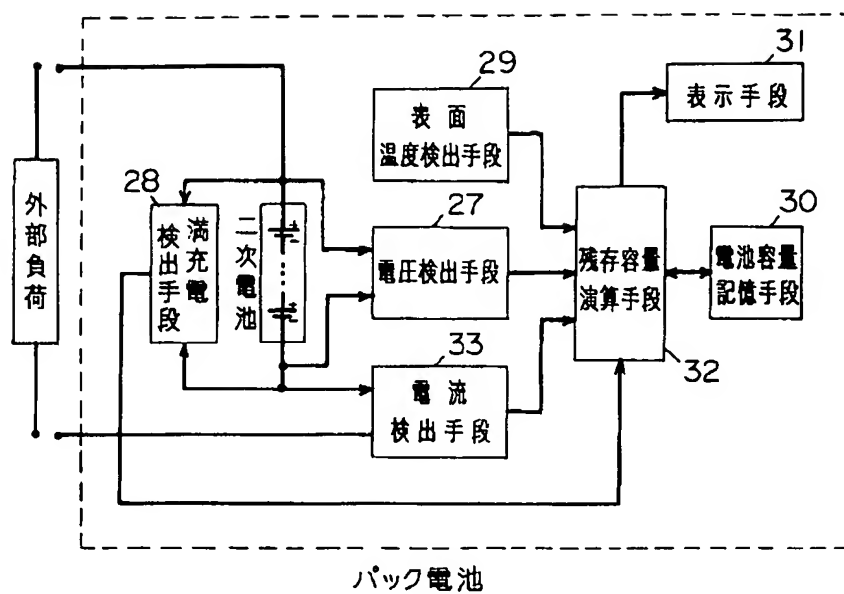 31
表示手段
29
表面
温度検出手段
28
満充電
検出手段
二次電池
外部負荷
27
電圧検出手段
残存容量
演算手段
32
30
電池容量
記憶手段
33
電流
検出手段
パック電池